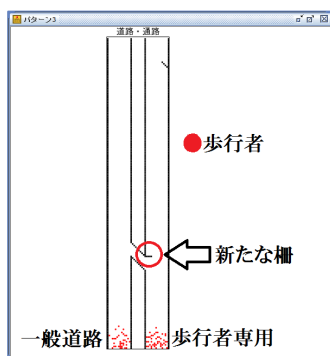 パターン3
道路・通路
歩行者
新たな柵
一般道路
歩行者専用